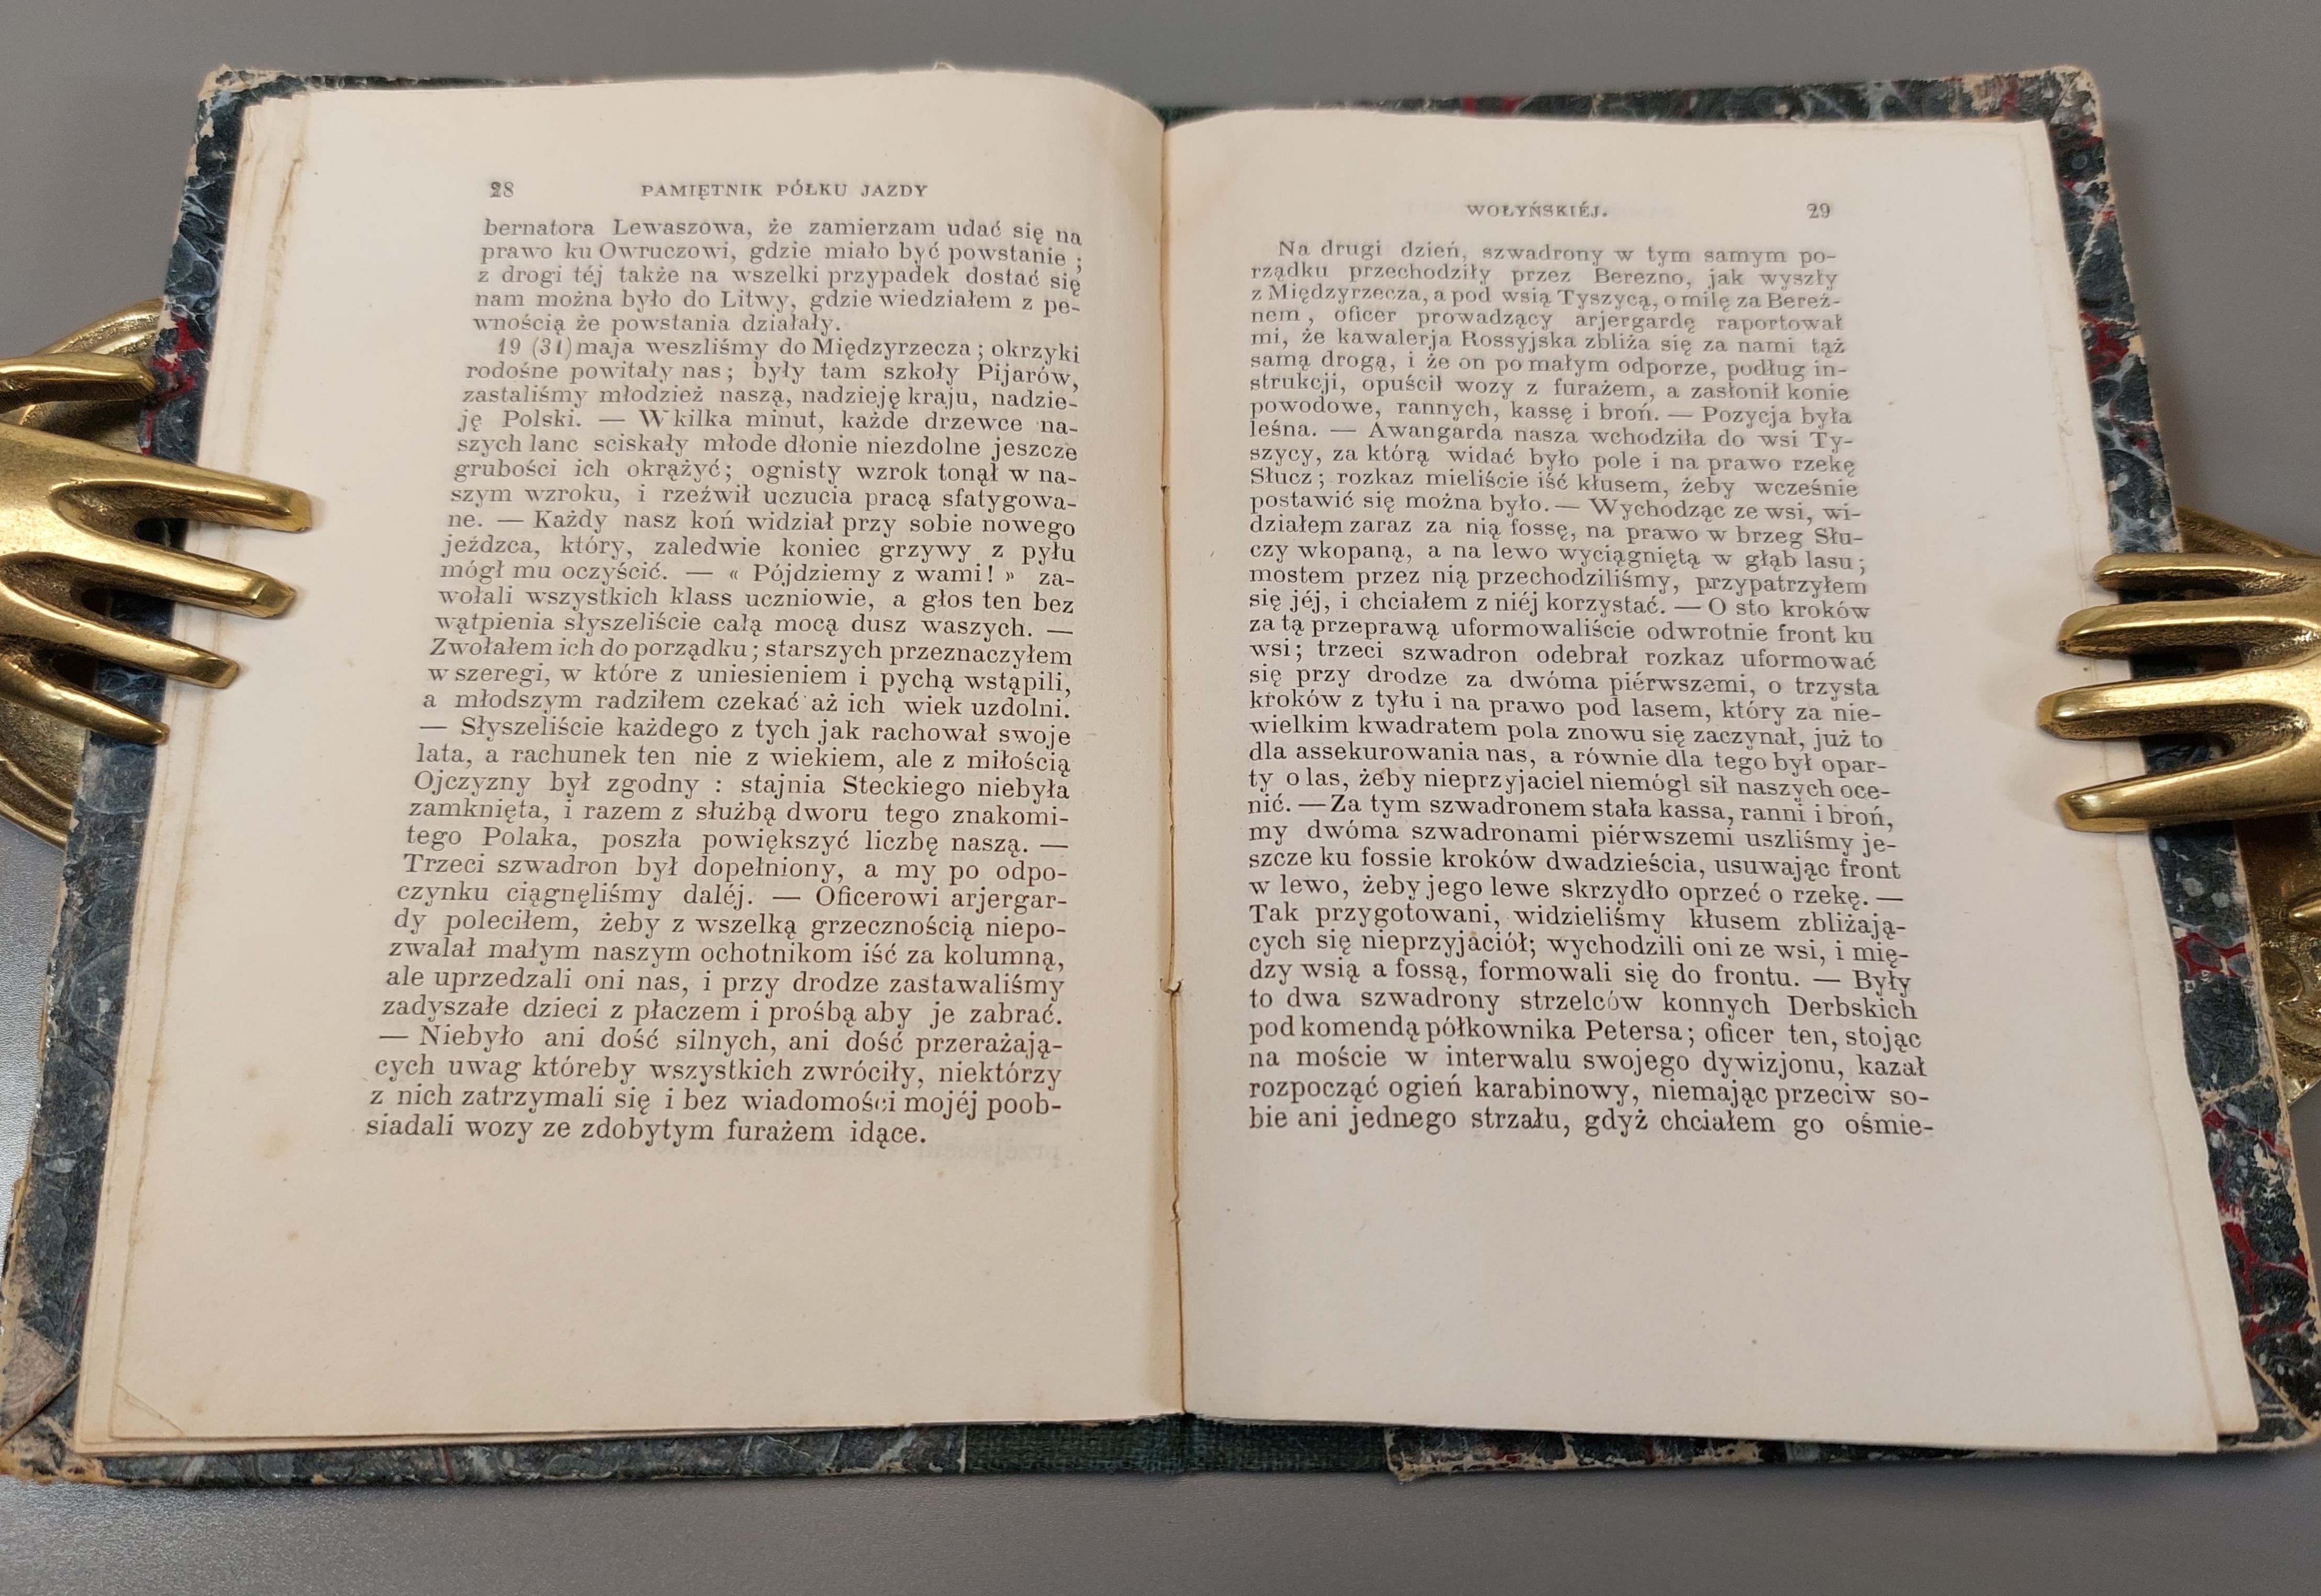 28 PAMIĘTNIK PÓŁKU JAZDY
bernatora Lewaszowa, że zamierzam udać się na
prawo ku Owruczowi, gdzie miało być powstanie ;
z drogi téj także na wszelki przypadek dostać się
nam można było do Litwy, gdzie wiedziałem z pe-
wnością że powstania działały.
19 (31) maja weszliśmy do Międzyrzecza ; okrzyki
rodośne powitały nas ; były tam szkoły Pijarów,
zastaliśmy młodzież naszą, nadzieję kraju, nadzie-
ję Polski. — W kilka minut, każde drzewce na-
szych lanc sciskały młode dłonie niezdolne jeszcze
grubości ich okrążyć ; ognisty wzrok tonął w na-
szym wzroku, i rzeźwił uczucia pracą sfatygowa-
ne. — Każdy nasz koń widział przy sobie nowego
jeźdzca, który, zaledwie koniec grzywy z pyłu
mógł mu oczyścić. — « Pójdziemy z wami ! » za-
wołali wszystkich klass uczniowie, a głos ten bez
wątpienia słyszeliście całą mocą dusz waszych. —
Zwołałem ich do porządku ; starszych przeznaczyłem
w szeregi, w które z uniesieniem i pychą wstąpili,
a młodszym radziłem czekać aż ich wiek uzdolni.
— Słyszeliście każdego z tych jak rachował swoje
lata, a rachunek ten nie z wiekiem, ale z miłością
Ojczyzny był zgodny : stajnia Steckiego niebyła
zamknięta, i razem z służbą dworu tego znakomi-
tego Polaka, poszła powiększyć liczbę naszą. —
Trzeci szwadron był dopełniony, a my po odpo-
czynku ciągnęliśmy daléj. — Oficerowi arjergar-
dy poleciłem, żeby z wszelką grzecznością niepo-
zwalał małym naszym ochotnikom iść za kolumną,
ale uprzedzali oni nas, i przy drodze zastawaliśmy
zadyszałe dzieci z płaczem i prośbą aby je zabrać.
— Niebyło ani dość silnych, ani dość przerażają-
cych uwag któreby wszystkich zwróciły, niektórzy
z nich zatrzymali się i bez wiadomości mojéj poob-
siadali wozy ze zdobytym furażem idące.
WOŁYŃSKIÉJ. 29
Na drugi dzień, szwadrony w tym samym po-
rządku przechodziły przez Berezno, jak wyszły
z Międzyrzecza, a pod wsią Tyszycą, o milę za Bereź-
nem, oficer prowadzący arjergardę raportował
mi, że kawalerja Rossyjska zbliża się za nami tąż
samą drogą, i że on po małym odporze, podług in-
strukcji, opuścił wozy z furażem, a zasłonił konie
powodowe, rannych, kassę i broń. — Pozycja była
leśna. — Awangarda nasza wchodziła do wsi Ty-
szycy, za którą widać było pole i na prawo rzekę
Słucz ; rozkaz mieliście iść kłusem, żeby wcześnie
postawić się można było. — Wychodząc ze wsi, wi-
działem zaraz za nią fossę, na prawo w brzeg Słu-
czy wkopaną, a na lewo wyciągniętą w głąb lasu ;
mostem przez nią przechodziliśmy, przypatrzyłem
się jéj, i chciałem z niéj korzystać. — O sto kroków
za tą przeprawą uformowaliście odwrotnie front ku
wsi ; trzeci szwadron odebrał rozkaz uformować
się przy drodze za dwóma piérwszemi, o trzysta
kroków z tyłu i na prawo pod lasem, który za nie-
wielkim kwadratem pola znowu się zaczynał, już to
dla assekurowania nas, a równie dla tego był opar-
ty o las, żeby nieprzyjaciel niemógł sił naszych oce-
nić. — Za tym szwadronem stała kassa, ranni i broń,
my dwóma szwadronami piérwszemi uszliśmy je-
szcze ku fossie kroków dwadzieścia, usuwając front
w lewo, żeby jego lewe skrzydło oprzeć o rzekę. —
Tak przygotowani, widzieliśmy kłusem zbliżają-
cych się nieprzyjaciół; wychodzili oni ze wsi, i mię-
dzy wsią a fossą, formowali się do frontu. — Były
to dwa szwadrony strzelców konnych Derbskich
pod komendą półkownika Petersa ; oficer ten, stojąc
na moście w interwalu swojego dywizjonu, kazał
rozpocząć ogień karabinowy, niemając przeciw so-
bie ani jednego strzału, gdyż chciałem go ośmie-